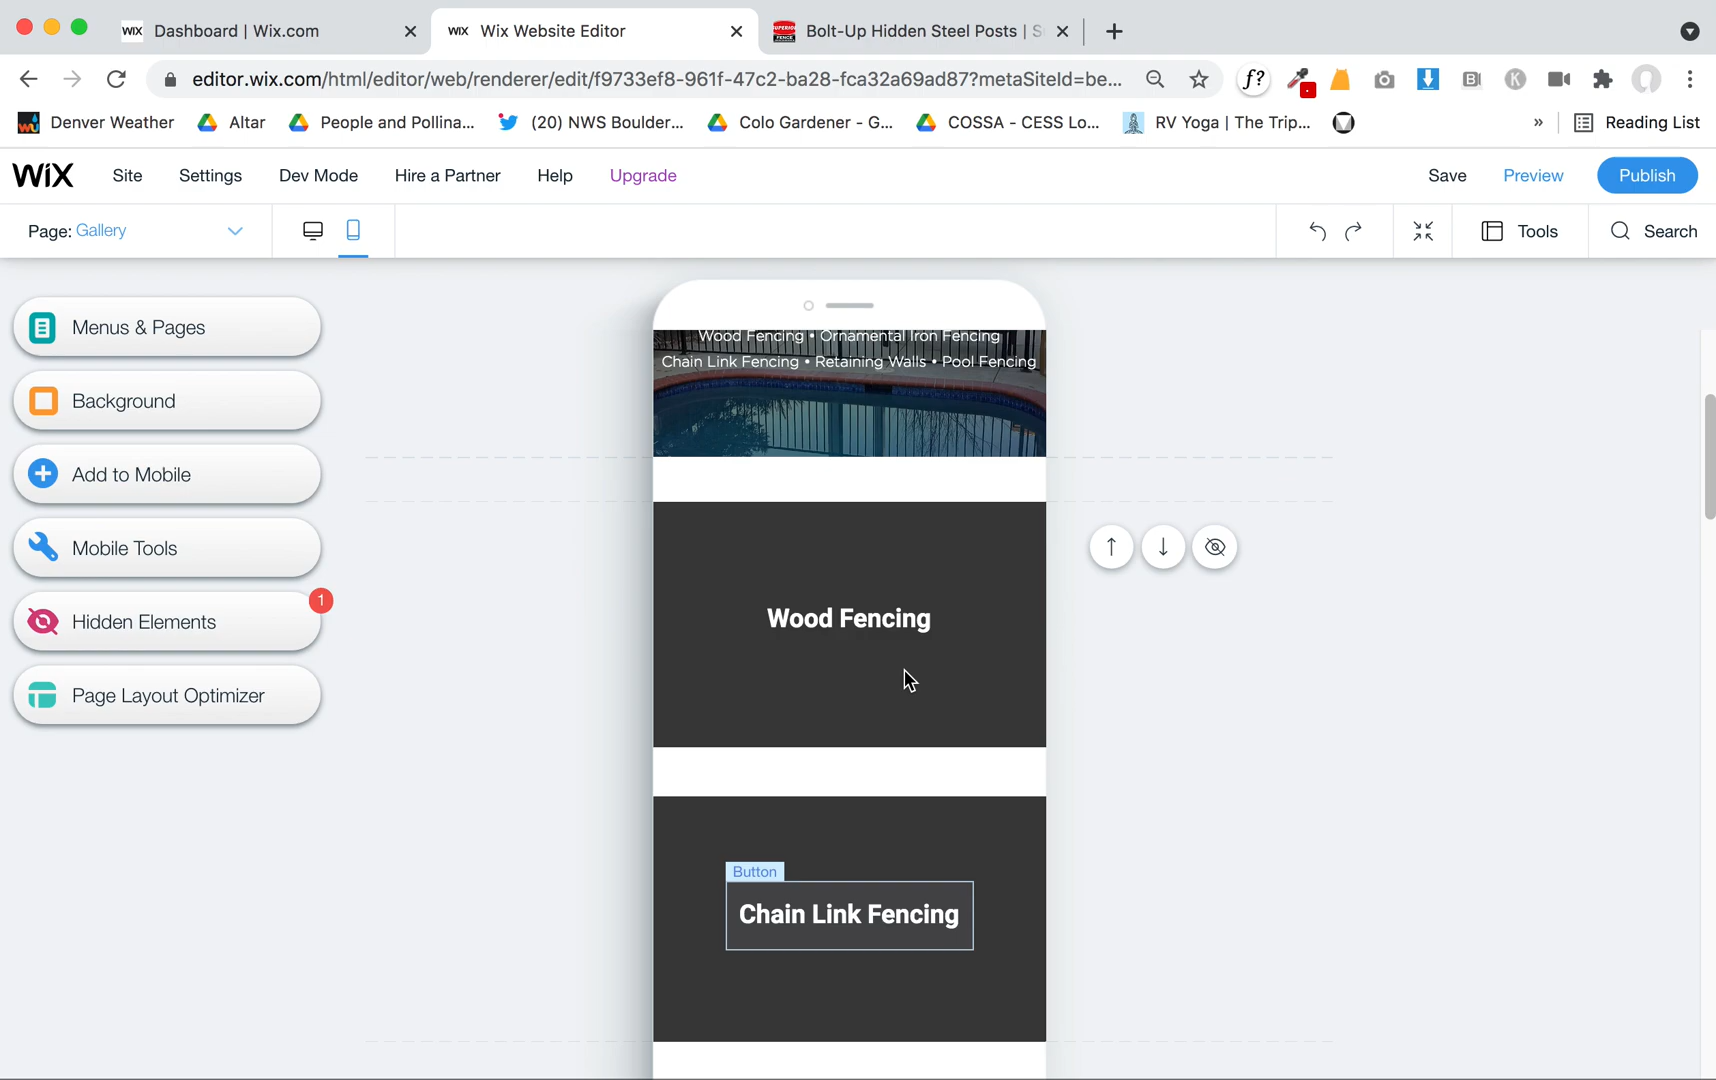 WIX Dashboard | Wix.com
WIX Wix Website Editor
Bolt-Up Hidden Steel Posts |
editor.wix.com/html/editor/web/renderer/edit/f9733ef8-961f-47c2-ba28-fca32a69ad87?metaSiteId=be...
f?
B
K
Denver Weather
Altar
People and Pollina...
(20) NWS Boulder...
Colo Gardener - G...
COSSA - CESS Lo...
RV Yoga | The Trip...
»
Reading List
WIX
Site
Settings
Dev Mode
Hire a Partner
Help
Upgrade
Save
Preview
Publish
Page: Gallery
Tools
Search
Menus & Pages
Background
Add to Mobile
Mobile Tools
1
Hidden Elements
Page Layout Optimizer
Wood Fencing • Ornamental Iron Fencing
Chain Link Fencing • Retaining Walls • Pool Fencing
Wood Fencing
Button
Chain Link Fencing